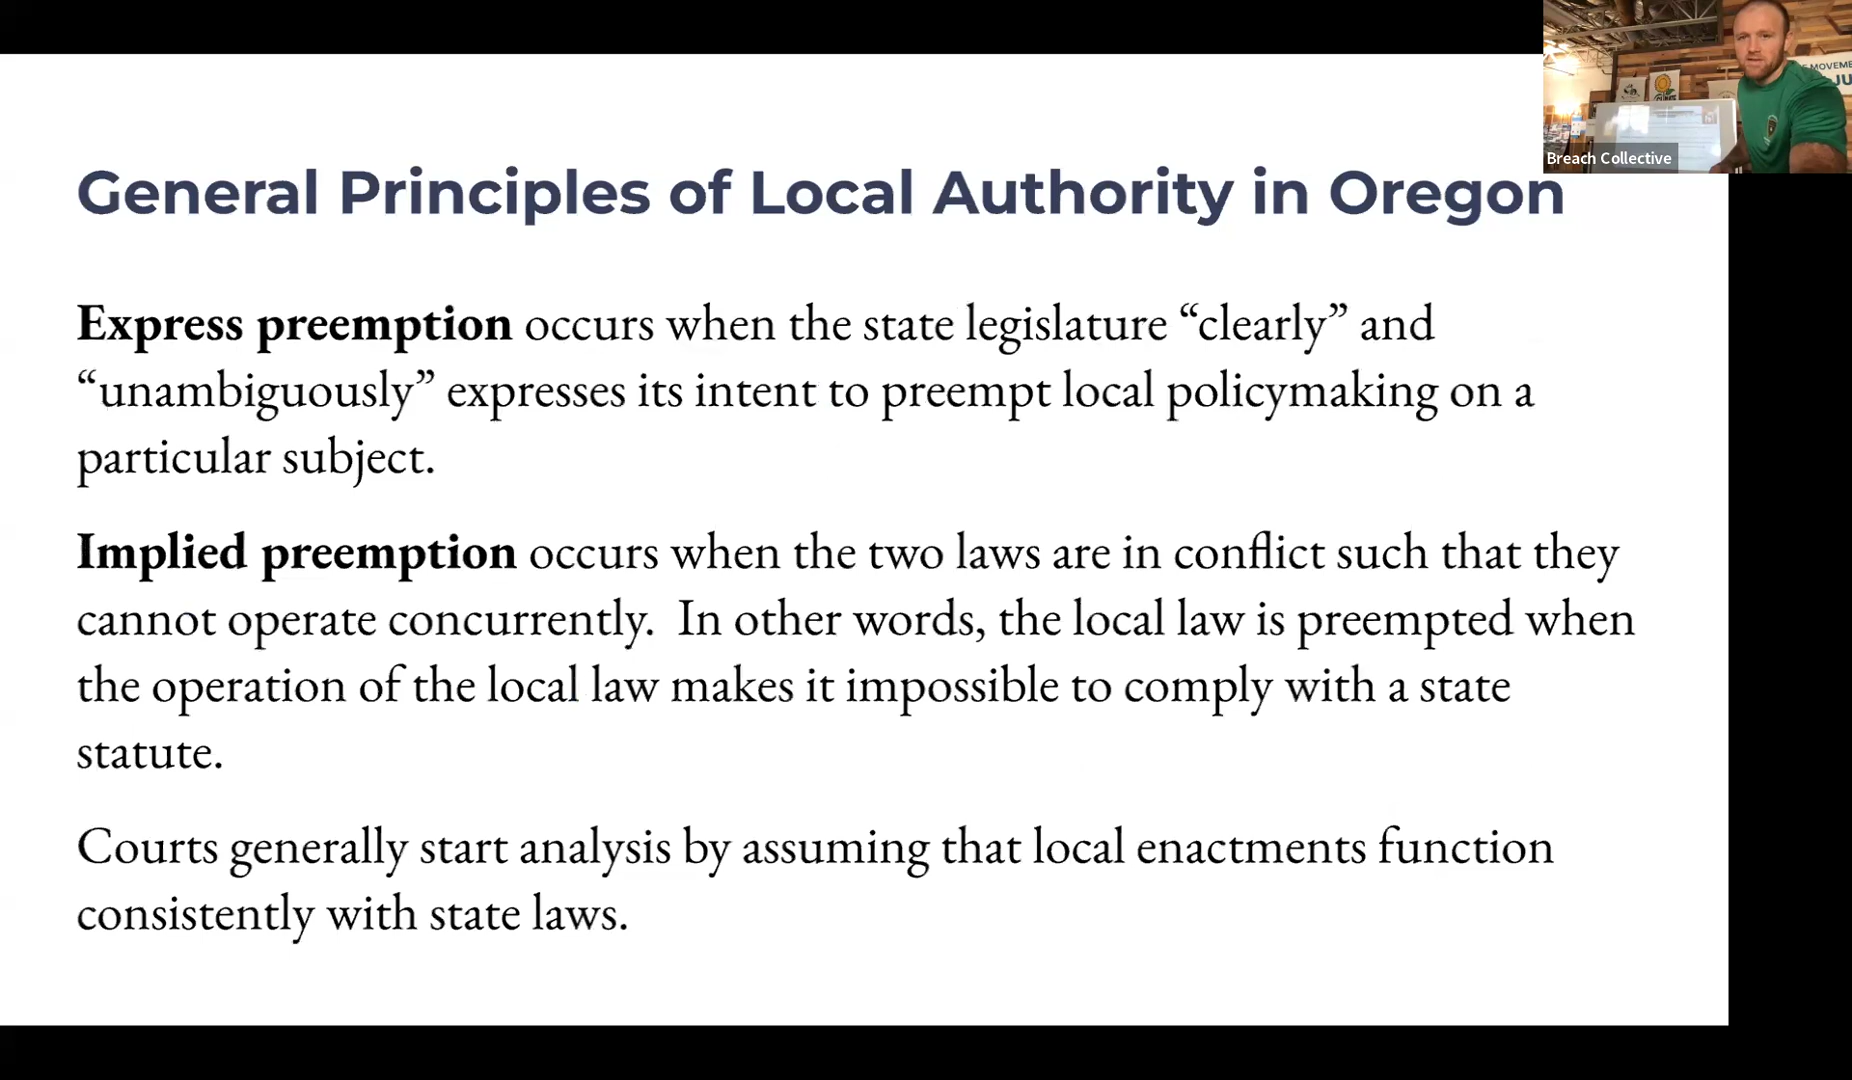 General Principles of Local Authority in Oregon
Express preemption occurs when the state legislature “clearly” and
“unambiguously” expresses its intent to preempt local policymaking on a
particular subject.
Implied preemption occurs when the two laws are in conflict such that they
cannot operate concurrently.  In other words, the local law is preempted when
the operation of the local law makes it impossible to comply with a state
statute.
Courts generally start analysis by assuming that local enactments function
consistently with state laws.
Breach Collective
CLIMATE